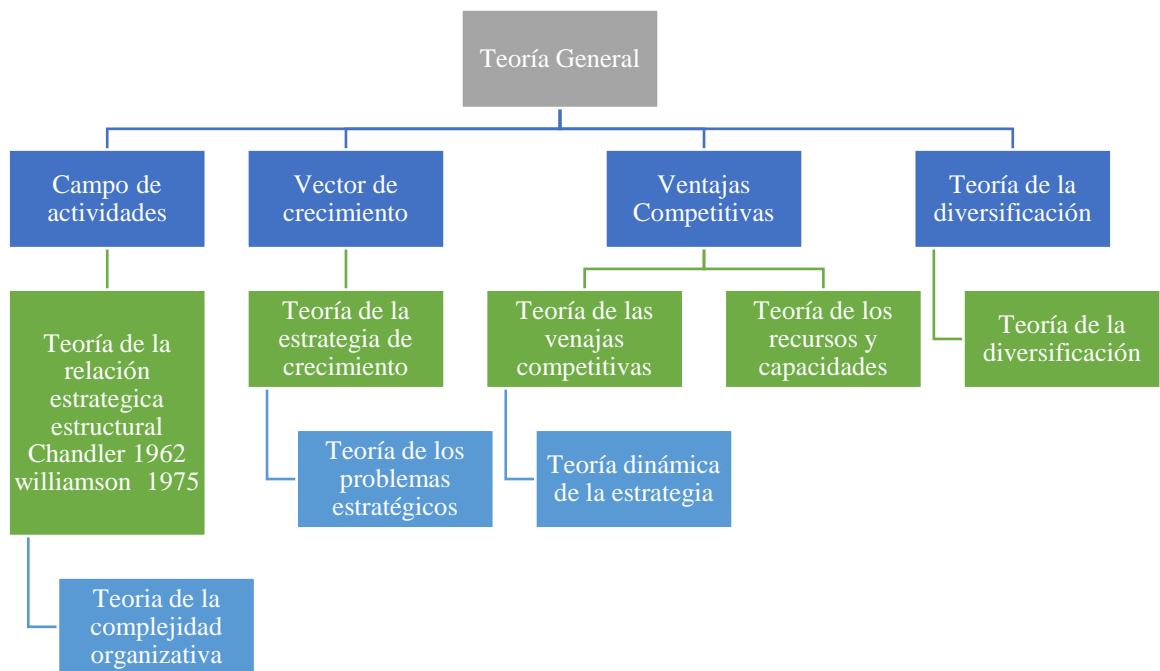 Teoría General
Campo de
actividades
Vector de
crecimiento
Ventajas
Competitivas
Teoría de la
diversificación
Teoría de la
relación
estrategica
estructural
Chandler 1962
williamson 1975
Teoría de la
estrategia de
crecimiento
Teoría de las
venajas
competitivas
Teoría de los
recursos y
capacidades
Teoría de la
diversificación
Teoría de los
problemas
estratégicos
Teoría dinámica
de la estrategia
Teoria de la
complejidad
organizativa